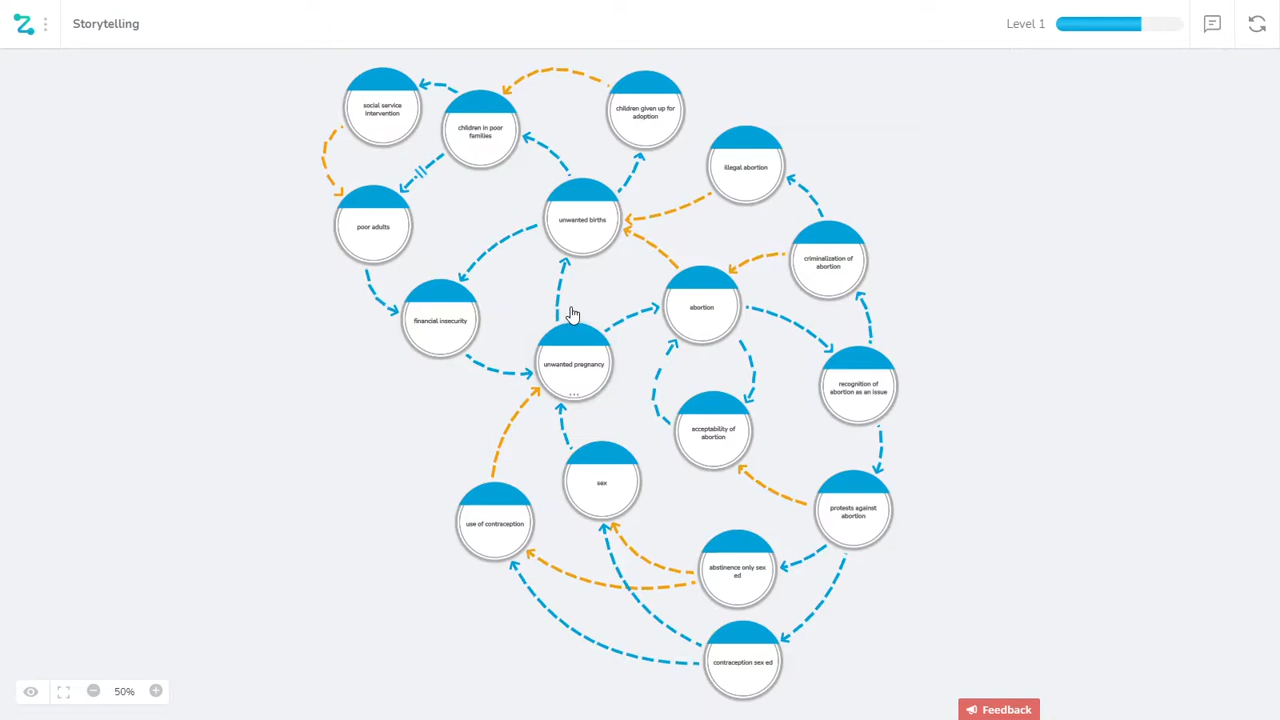 Storytelling
Level 1
social service
intervention
children in poor
families
children given up for
adoption
illegal abortion
poor adults
unwanted births
criminalization of
abortion
financial insecurity
abortion
unwanted pregnancy
...
recognition of
abortion as an issue
acceptability of
abortion
sex
use of contraception
protests against
abortion
abstinence only sex
ed
contraception sex ed
50%
Feedback